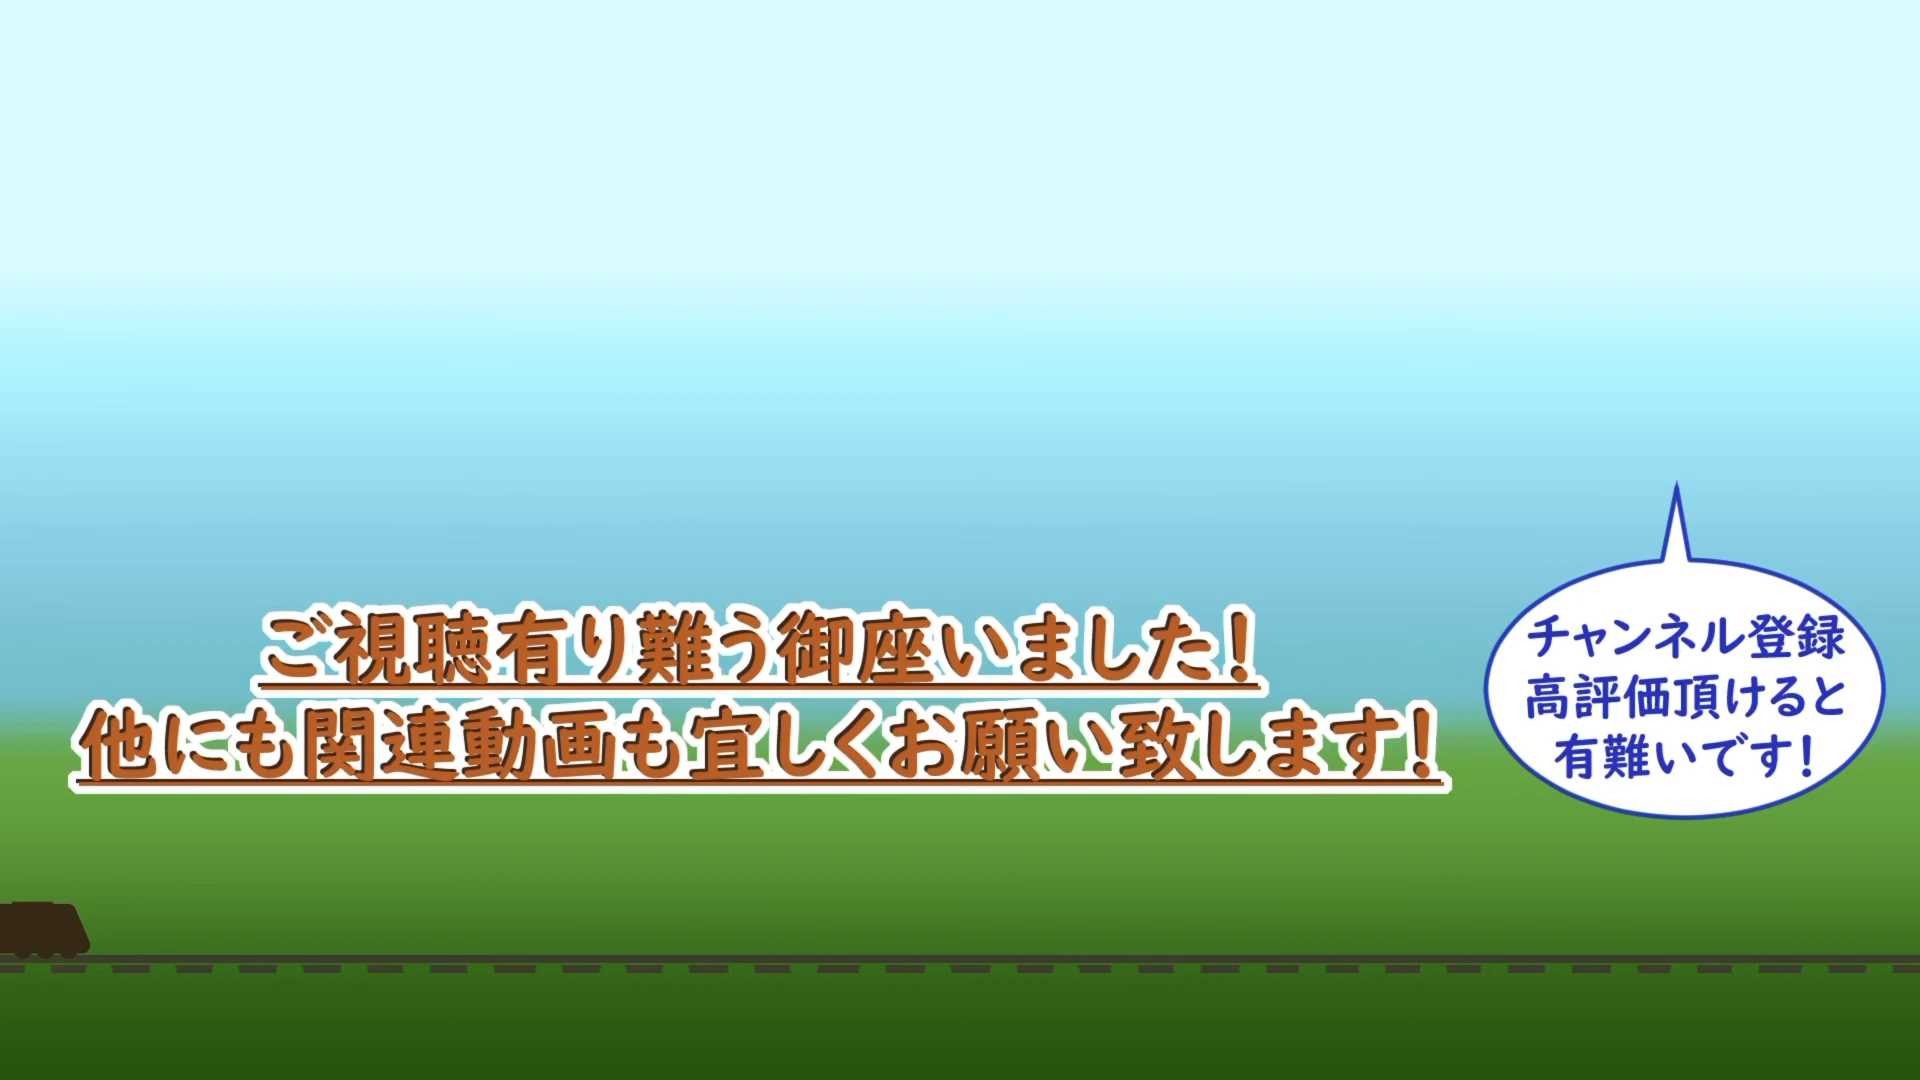 ご視聴有り難う御座いました！
他にも関連動画も宜しくお願い致します！
チャンネル登録
高評価頂けると
有難いです！